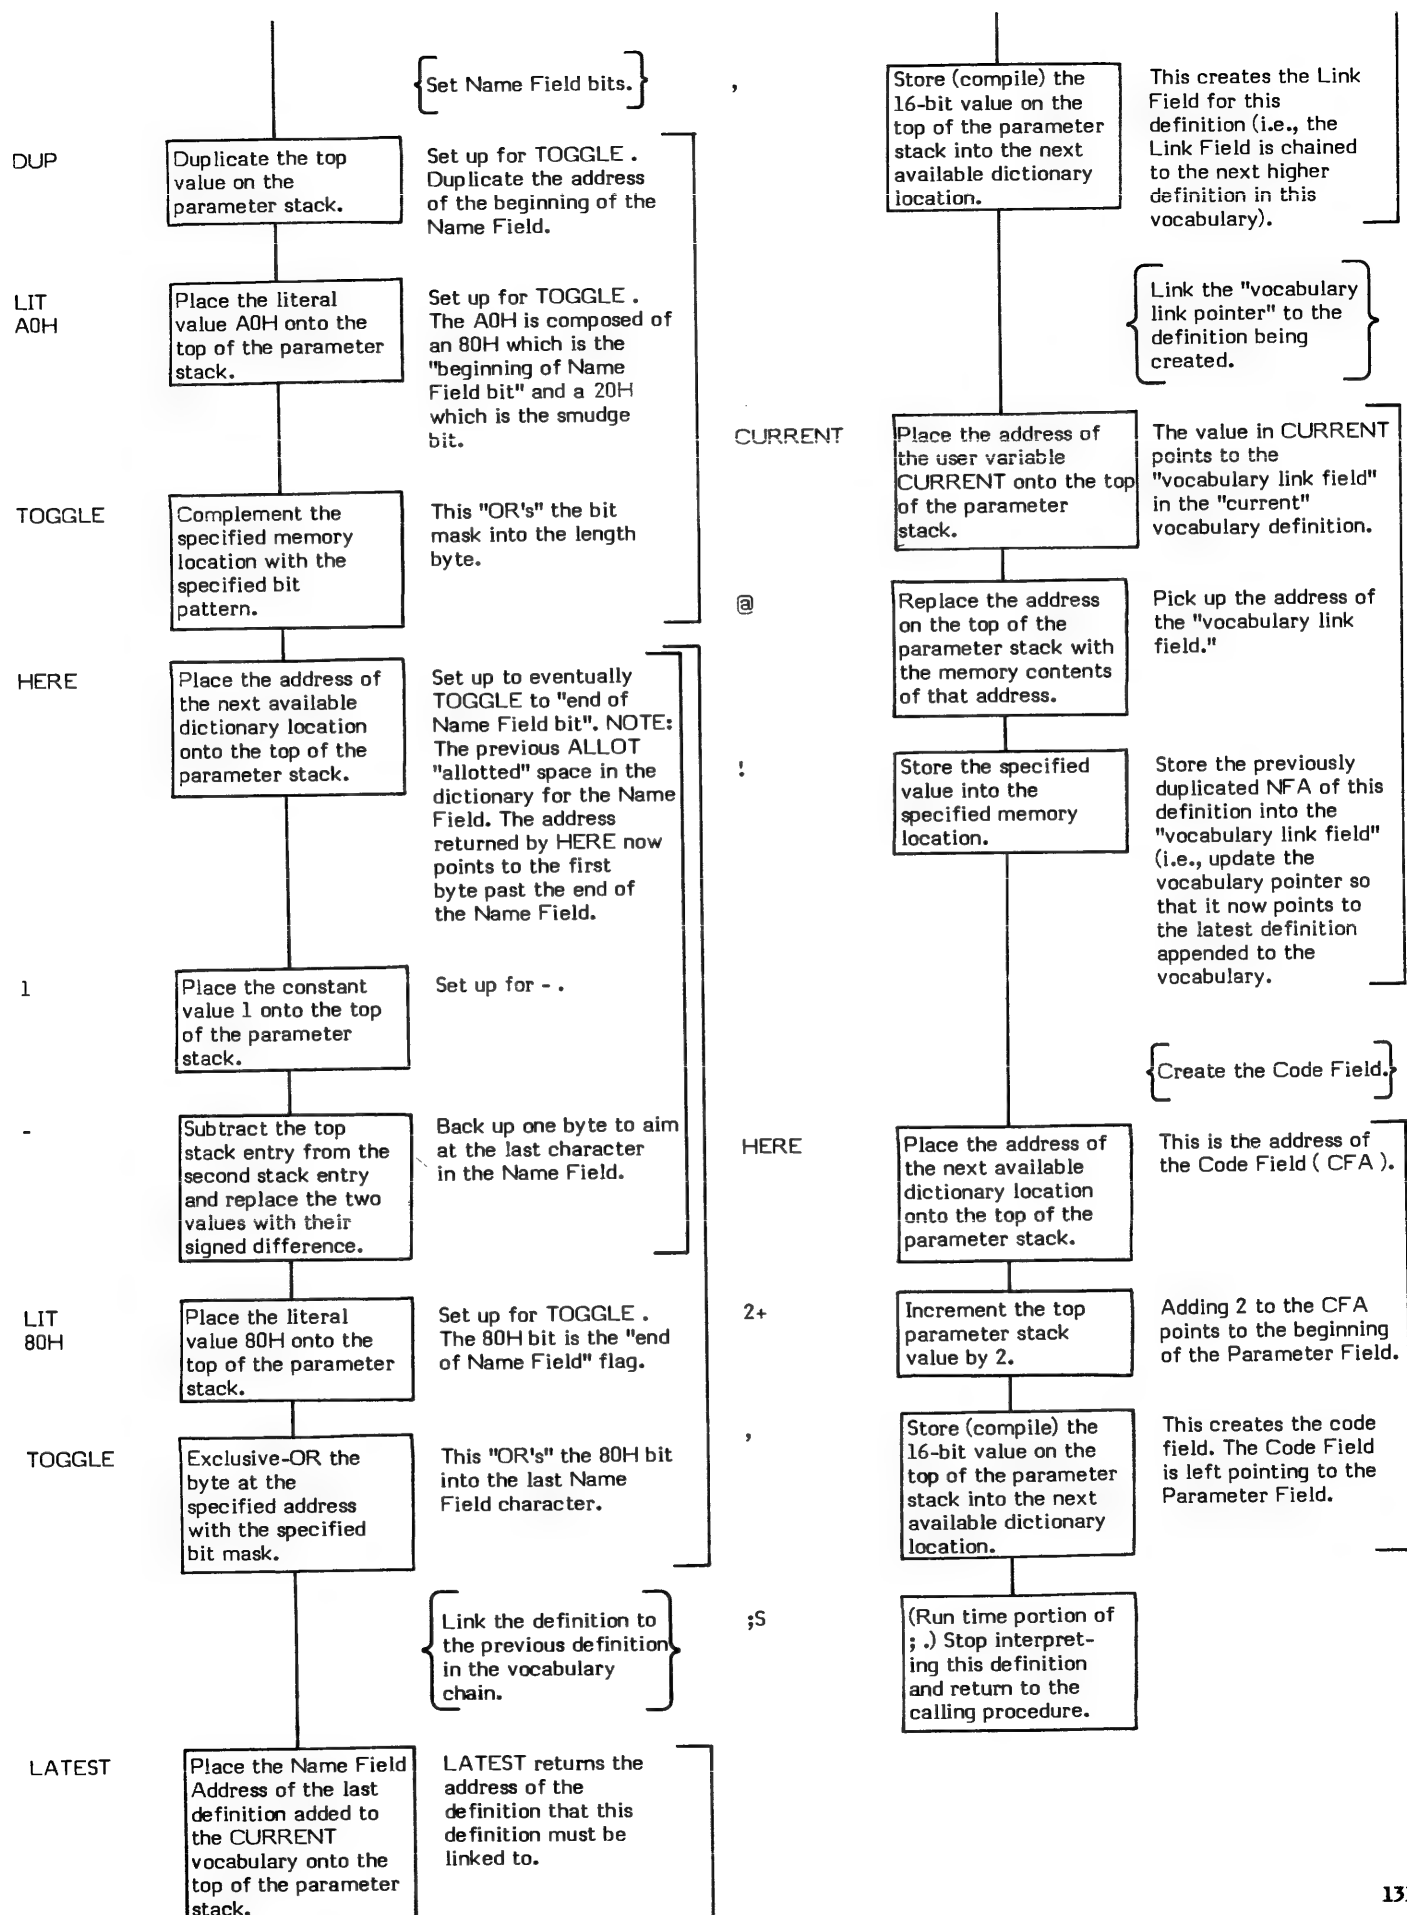 {Set Name Field bits.}
DUP
Duplicate the top
value on the
parameter stack.
Set up for TOGGLE .
Duplicate the address
of the beginning of the
Name Field.
LIT
A0H
Place the literal
value A0H onto the
top of the parameter
stack.
Set up for TOGGLE .
The A0H is composed of
an 80H which is the
"beginning of Name
Field bit" and a 20H
which is the smudge
bit.
TOGGLE
Complement the
specified memory
location with the
specified bit
pattern.
This "OR's" the bit
mask into the length
byte.
HERE
Place the address of
the next available
dictionary location
onto the top of the
parameter stack.
Set up to eventually
TOGGLE to "end of
Name Field bit". NOTE:
The previous ALLOT
"allotted" space in the
dictionary for the Name
Field. The address
returned by HERE now
points to the first
byte past the end of
the Name Field.
1
Place the constant
value 1 onto the top
of the parameter
stack.
Set up for - .
-
Subtract the top
stack entry from the
second stack entry
and replace the two
values with their
signed difference.
Back up one byte to aim
at the last character
in the Name Field.
LIT
80H
Place the literal
value 80H onto the
top of the parameter
stack.
Set up for TOGGLE .
The 80H bit is the "end
of Name Field" flag.
TOGGLE
Exclusive-OR the
byte at the
specified address
with the specified
bit mask.
This "OR's" the 80H bit
into the last Name
Field character.
{Link the definition to
the previous definition
in the vocabulary
chain.}
LATEST
Place the Name Field
Address of the last
definition added to
the CURRENT
vocabulary onto the
top of the parameter
stack.
LATEST returns the
address of the
definition that this
definition must be
linked to.
,
Store (compile) the
16-bit value on the
top of the parameter
stack into the next
available dictionary
location.
This creates the Link
Field for this
definition (i.e., the
Link Field is chained
to the next higher
definition in this
vocabulary).
{Link the "vocabulary
link pointer" to the
definition being
created.}
CURRENT
Place the address of
the user variable
CURRENT onto the top
of the parameter
stack.
The value in CURRENT
points to the
"vocabulary link field"
in the "current"
vocabulary definition.
@
Replace the address
on the top of the
parameter stack with
the memory contents
of that address.
Pick up the address of
the "vocabulary link
field."
!
Store the specified
value into the
specified memory
location.
Store the previously
duplicated NFA of this
definition into the
"vocabulary link field"
(i.e., update the
vocabulary pointer so
that it now points to
the latest definition
appended to the
vocabulary.
{Create the Code Field.}
HERE
Place the address of
the next available
dictionary location
onto the top of the
parameter stack.
This is the address of
the Code Field ( CFA ).
2+
Increment the top
parameter stack
value by 2.
Adding 2 to the CFA
points to the beginning
of the Parameter Field.
,
Store (compile) the
16-bit value on the
top of the parameter
stack into the next
available dictionary
location.
This creates the code
field. The Code Field
is left pointing to the
Parameter Field.
;S
(Run time portion of
; .) Stop interpret-
ing this definition
and return to the
calling procedure.